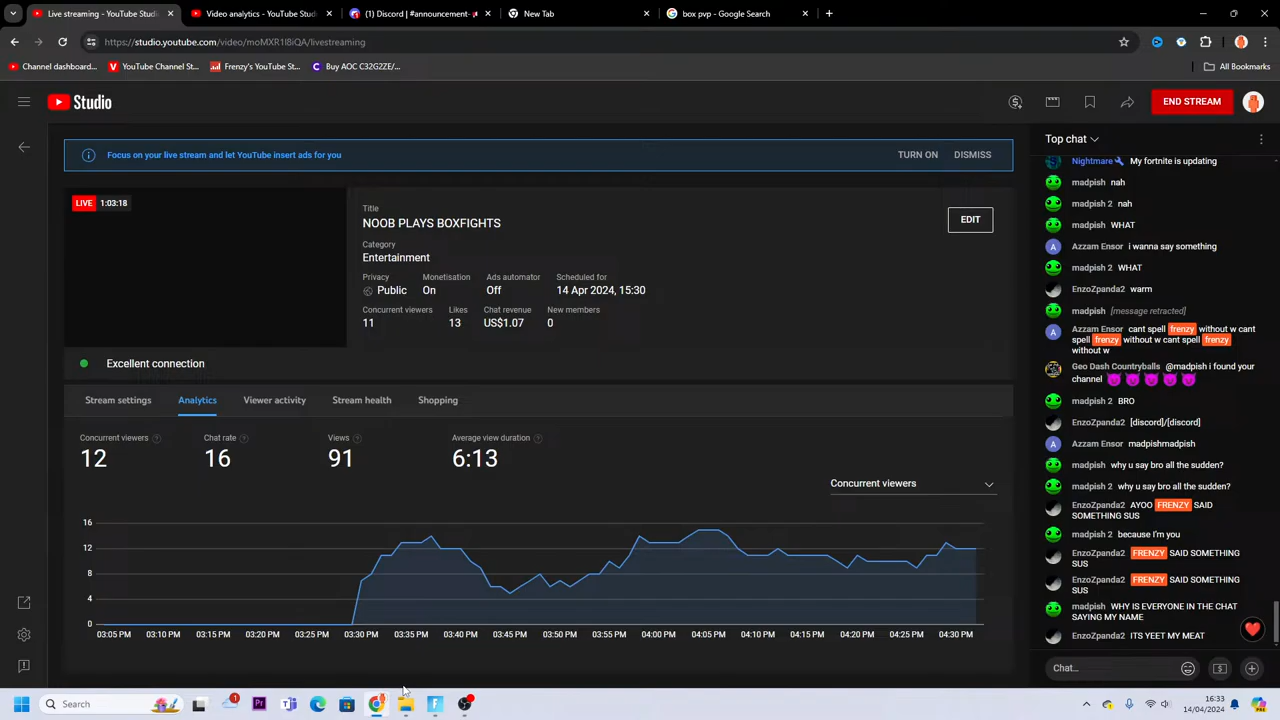 Live streaming - YouTube Studi
Video analytics - YouTube Stu
(1) Discord | #announcement-
New Tab
box pvp - Google Search
https://studio.youtube.com/video/moMXR1I8iQA/livestreaming
Channel dashboard...
YouTube Channel St...
Frenzy's YouTube St...
Buy AOC C32G2ZE/...
All Bookmarks
Studio
END STREAM
Focus on your live stream and let YouTube insert ads for you
TURN ON
DISMISS
LIVE 1:03:18
Title
NOOB PLAYS BOXFIGHTS
EDIT
Category
Entertainment
Privacy Monetisation Ads automator Scheduled for
Public On Off 14 Apr 2024, 15:30
Concurrent viewers Likes Chat revenue New members
11 13 US$1.07 0
Excellent connection
Stream settings Analytics Viewer activity Stream health Shopping
Concurrent viewers Chat rate Views Average view duration
12 16 91 6:13
Concurrent viewers
16
12
8
4
0
03:05 PM 03:10 PM 03:15 PM 03:20 PM 03:25 PM 03:30 PM 03:35 PM 03:40 PM 03:45 PM 03:50 PM 03:55 PM 04:00 PM 04:05 PM 04:10 PM 04:15 PM 04:20 PM 04:25 PM 04:30 PM
Top chat
Nightmare My fortnite is updating
madpish nah
madpish 2 nah
madpish WHAT
A Azzam Ensor i wanna say something
madpish 2 WHAT
EnzoZpanda2 warm
madpish [message retracted]
Azzam Ensor cant spell frenzy without w cant
A spell frenzy without w cant spell frenzy
without w
Geo Dash Countryballs @madpish i found your
channel
madpish 2 BRO
EnzoZpanda2 [discord]/[discord]
A Azzam Ensor madpishmadpish
madpish why u say bro all the sudden?
madpish 2 why u say bro all the sudden?
EnzoZpanda2 AYOO FRENZY SAID
SOMETHING SUS
madpish 2 because I'm you
EnzoZpanda2 FRENZY SAID SOMETHING
SUS
EnzoZpanda2 FRENZY SAID SOMETHING
SUS
madpish WHY IS EVERYONE IN THE CHAT
SAYING MY NAME
EnzoZpanda2 ITS YEET MY MEAT
Chat...
Search
1
Pr
16:33
14/04/2024